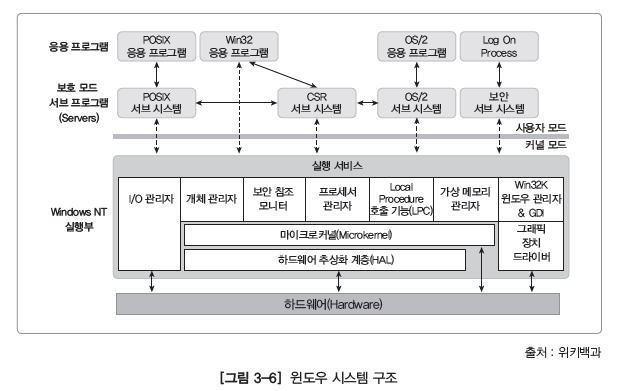 응용 프로그램
POSIX
응용 프로그램
Win32
응용 프로그램
OS/2
응용 프로그램
Log On
Process
보호 모드
서브 프로그램
(Servers)
POSIX
서브 시스템
CSR
서브 시스템
OS/2
서브 시스템
보안
서브 시스템
사용자 모드
커널 모드
Windows NT
실행부
실행 서비스
I/O 관리자
개체 관리자
보안 참조
모니터
프로세서
관리자
Local
Procedure
호출 기능(LPC)
가상 메모리
관리자
Win32K
윈도우 관리자
& GDI
마이크로커널(Microkernel)
하드웨어 추상화 계층(HAL)
그래픽
장치
드라이버
하드웨어(Hardware)
출처 : 위키백과
[그림 3-6] 윈도우 시스템 구조